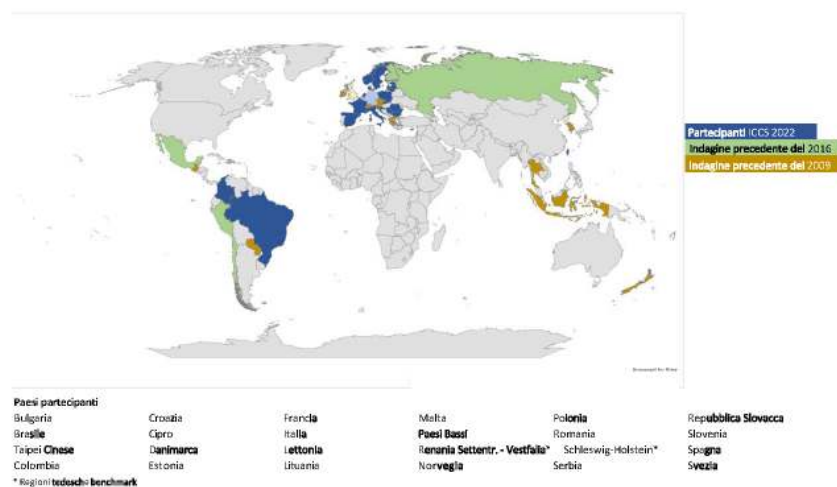 Partecipanti ICCS 2022
Indagine precedente del 2016
Indagine precedente del 2009
Paesi partecipanti
Bulgaria Croazia Francia Malta Polonia Repubblica Slovacca
Brasile Cipro Italia Paesi Bassi Romania Slovenia
Taipei Cinese Danimarca Lettonia Renania Settentr. - Vestfalia* Schleswig-Holstein* Spagna
Colombia Estonia Lituania Norvegia Serbia Svezia
* Regioni tedesche benchmark